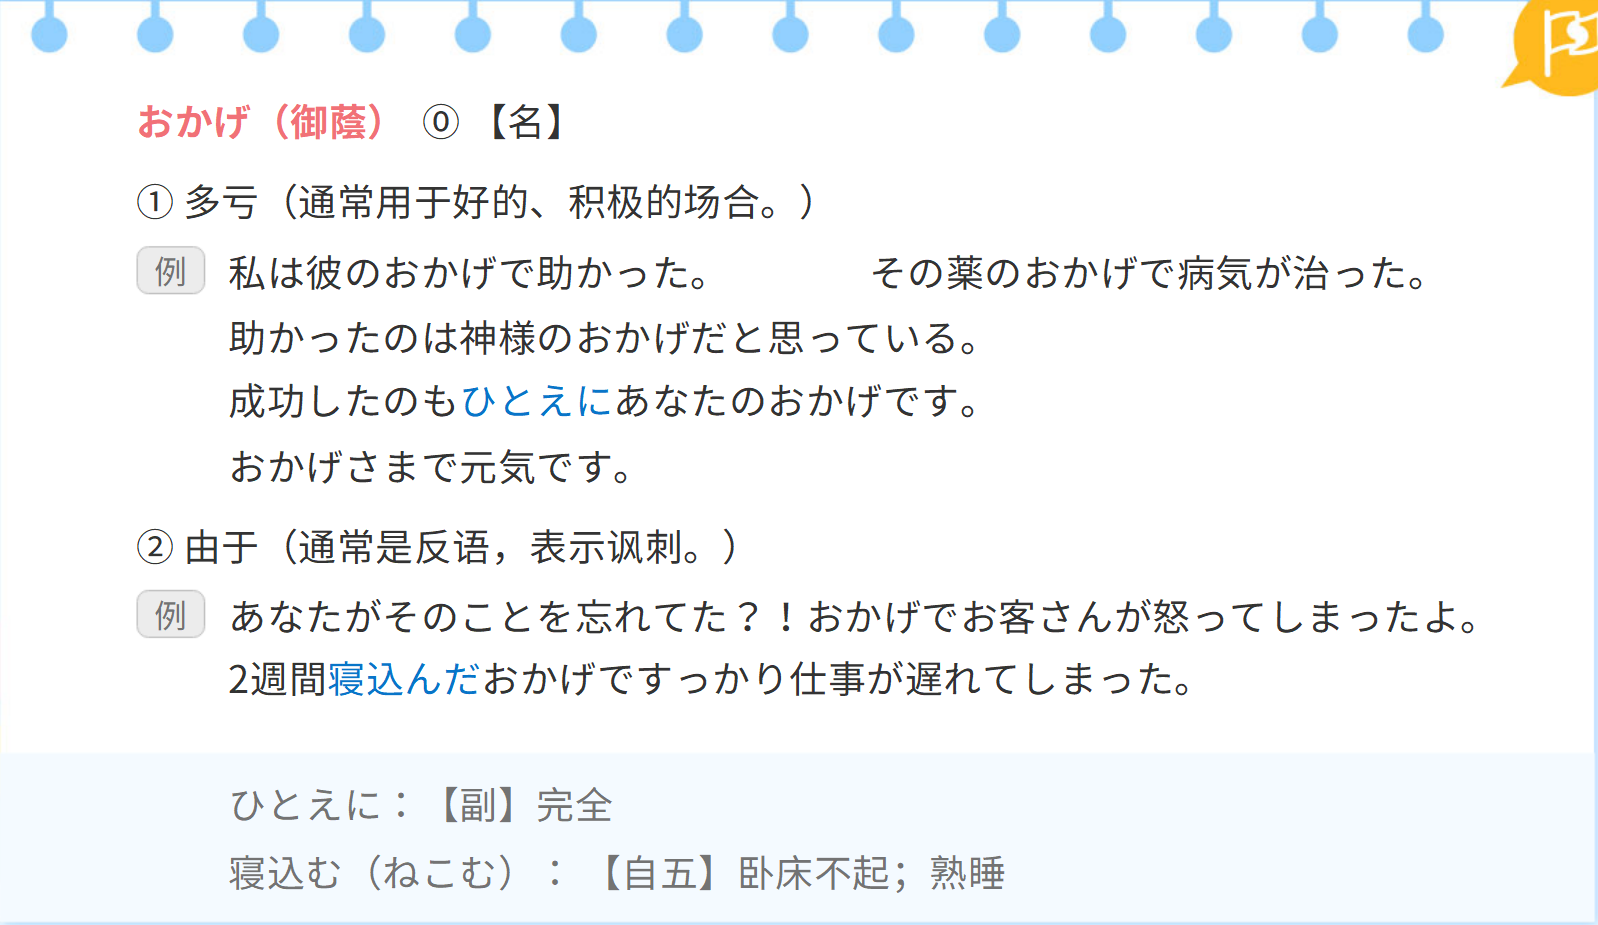 おかげ（御蔭） ⓪ 【名】
① 多亏（通常用于好的、积极的场合。）
例 私は彼のおかげで助かった。 その薬のおかげで病気が治った。
助かったのは神様のおかげだと思っている。
成功したのもひとえにあなたのおかげです。
おかげさまで元気です。
② 由于（通常是反语，表示讽刺。）
例 あなたがそのことを忘れてた？！おかげでお客さんが怒ってしまったよ。
2週間寝込んだおかげですっかり仕事が遅れてしまった。
ひとえに：【副】完全
寝込む（ねこむ）：【自五】卧床不起；熟睡